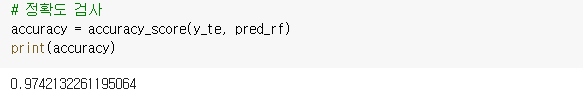 # 정확도 검사
accuracy = accuracy_score(y_te, pred_rf)
print(accuracy)
0.9742132261195064